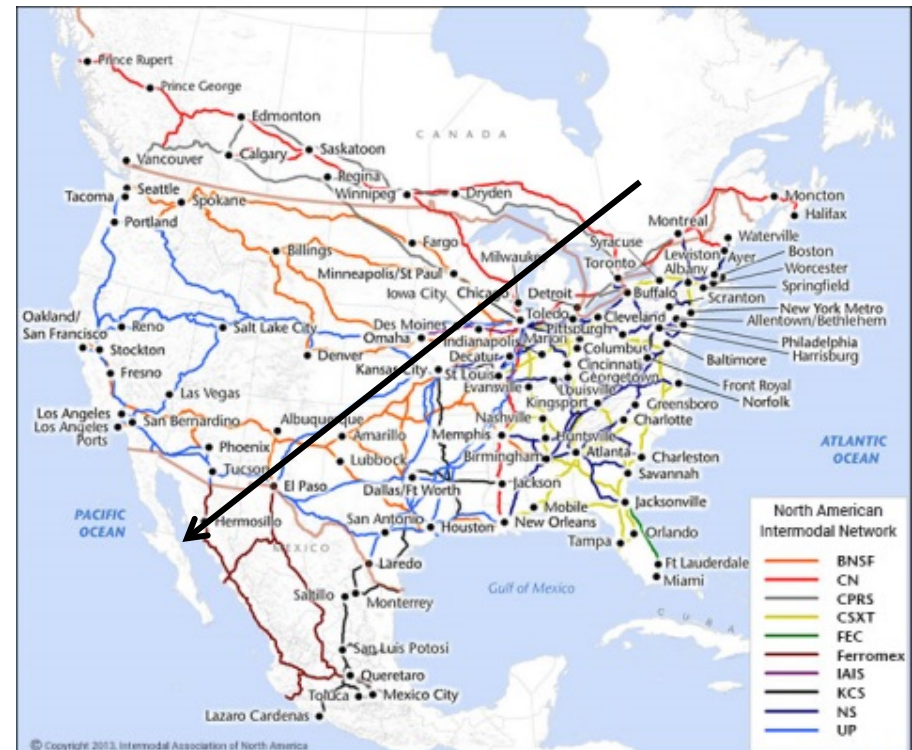 Prince Rupert
Prince George
Edmonton
CANADA
Vancouver
Calgary
Saskatoon
Regina
Winnipeg
Dryden
Moncton
Halifax
Tacoma
Seattle
Spokane
Portland
Montreal
Waterville
Billings
Fargo
Milwaukee
Syracuse
Toronto
Lewiston
Albany
Ayer
Boston
Worcester
Springfield
Minneapolis/St Paul
Iowa City
Chicago
Detroit
Buffalo
Scranton
Oakland/
San Francisco
Reno
Salt Lake City
Des Moines
Omaha
Toledo
Cleveland
New York Metro
Allentown/Bethlehem
Pittsburgh
Philadelphia
Harrisburg
Stockton
Denver
Indianapolis
Marion
Columbus
Baltimore
Fresno
Kansas City
Decatur
St Louis
Cincinnati
Georgetown
Front Royal
Las Vegas
Evansville
Louisville
Norfolk
Los Angeles
Los Angeles
Ports
San Bernardino
Albuquerque
Amarillo
Nashville
Kingsport
Greensboro
Charlotte
Phoenix
Memphis
Huntsville
ATLANTIC
OCEAN
Tucson
Lubbock
Birmingham
Atlanta
Charleston
Savannah
El Paso
Dallas/Ft Worth
Jackson
PACIFIC
OCEAN
Hermosillo
San Antonio
Houston
New Orleans
Mobile
Jacksonville
MEXICO
Tampa
Orlando
Laredo
Ft Lauderdale
Miami
Saltillo
Monterrey
Gulf of Mexico
CUBA
San Luis Potosi
Queretaro
Toluca
Mexico City
Lazaro Cardenas
North American
Intermodal Network
BNSF
CN
CPRS
CSXT
FEC
Ferromex
IAIS
KCS
NS
UP
© Copyright 2013, Intermodal Association of North America